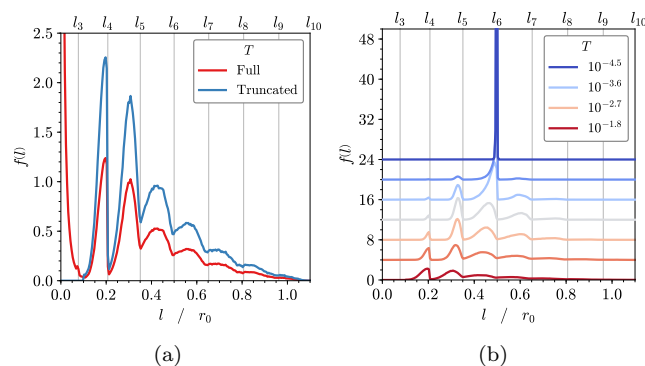 l₃ l₄ l₅ l₆ l₇ l₈ l₉ l₁₀
2.5
2.0
1.5
1.0
0.5
0.0
f(l)
T
Full
Truncated
0.0 0.2 0.4 0.6 0.8 1.0
l / r₀
(a)
l₃ l₄ l₅ l₆ l₇ l₈ l₉ l₁₀
48
40
32
24
16
8
0
f(l)
T
10⁻⁴·⁵
10⁻³·⁶
10⁻²·⁷
10⁻¹·⁸
0.0 0.2 0.4 0.6 0.8 1.0
l / r₀
(b)